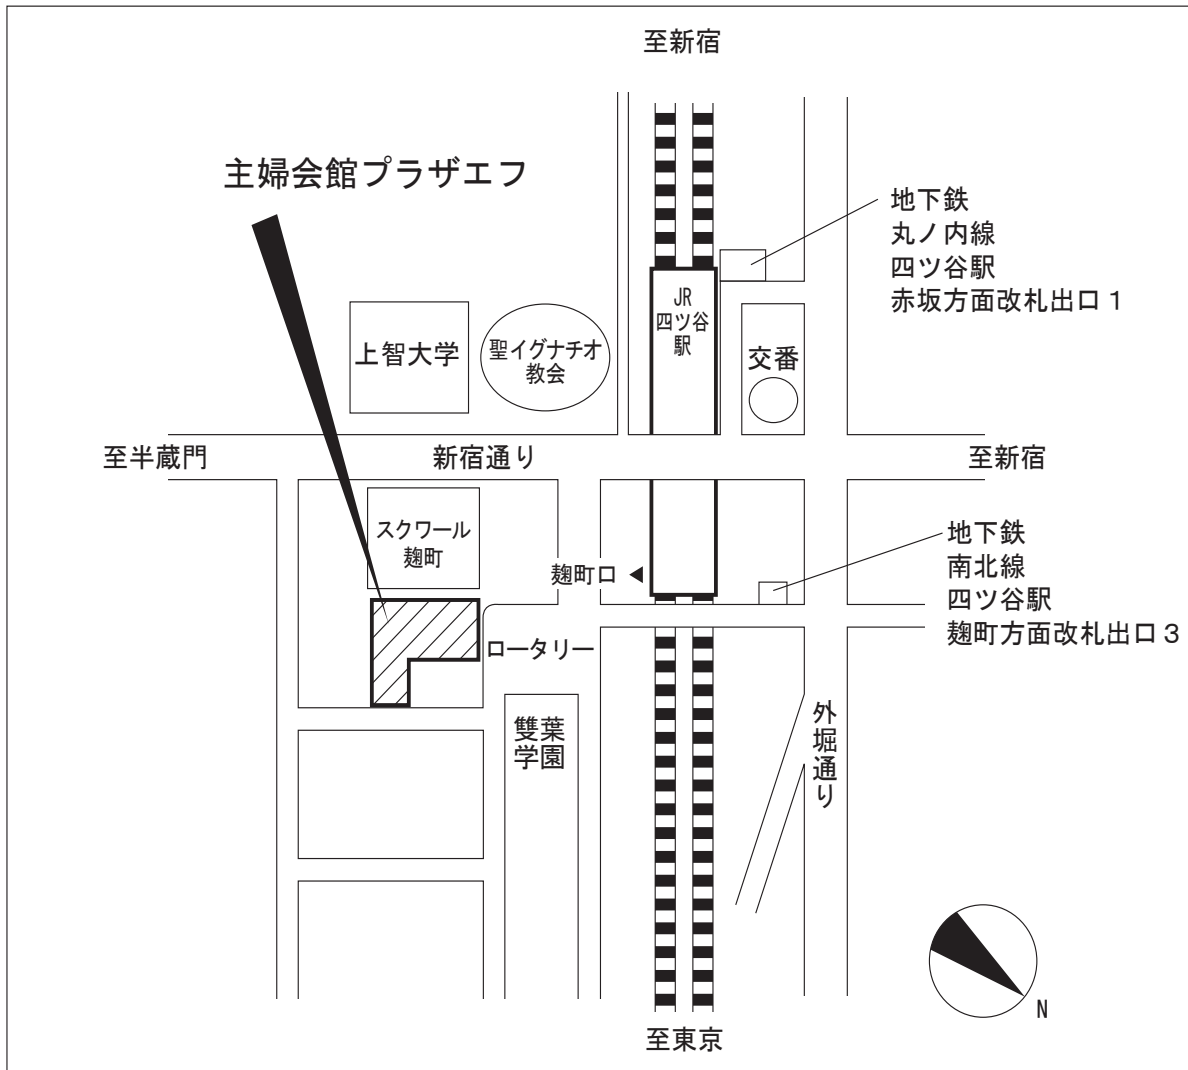 至新宿
主婦会館プラザエフ
地下鉄
丸ノ内線
四ツ谷駅
赤坂方面改札出口1
JR
四ツ谷
駅
上智大学
聖イグナチオ
教会
交番
至半蔵門
新宿通り
至新宿
スクワール
麹町
麹町口
地下鉄
南北線
四ツ谷駅
麹町方面改札出口3
ロータリー
雙葉
学園
外堀通り
N
至東京